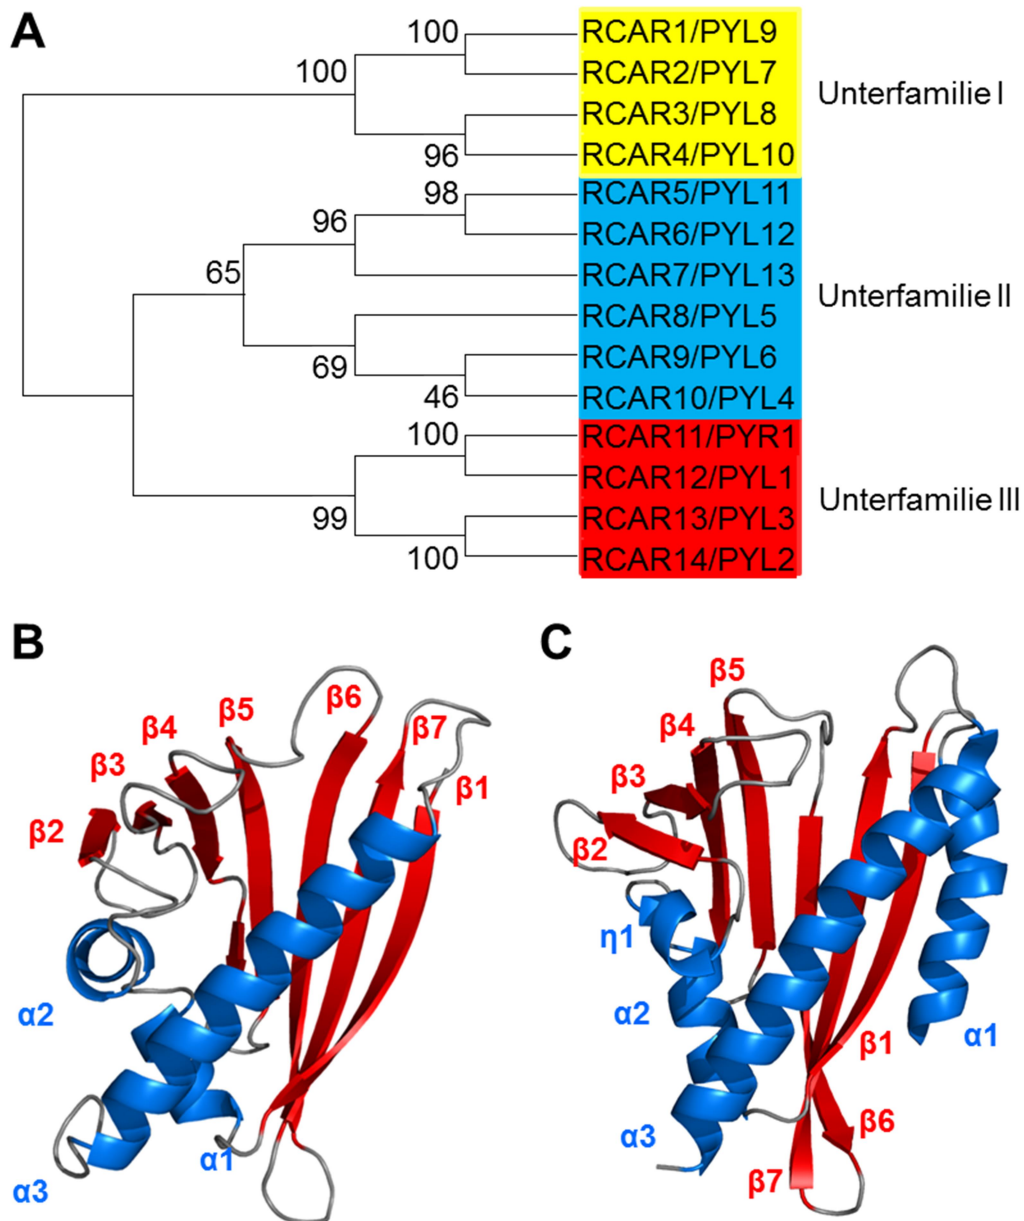 A
100
RCAR1/PYL9
100
RCAR2/PYL7
Unterfamilie I
RCAR3/PYL8
96
RCAR4/PYL10
98
RCAR5/PYL11
96
RCAR6/PYL12
65
RCAR7/PYL13
Unterfamilie II
RCAR8/PYL5
69
RCAR9/PYL6
46
RCAR10/PYL4
100
RCAR11/PYR1
RCAR12/PYL1
Unterfamilie III
99
RCAR13/PYL3
100
RCAR14/PYL2
B
β6
β5
β4
β7
β3
β1
β2
α2
α1
α3
C
β5
β4
β3
β2
η1
α2
β1
α1
α3
β6
β7